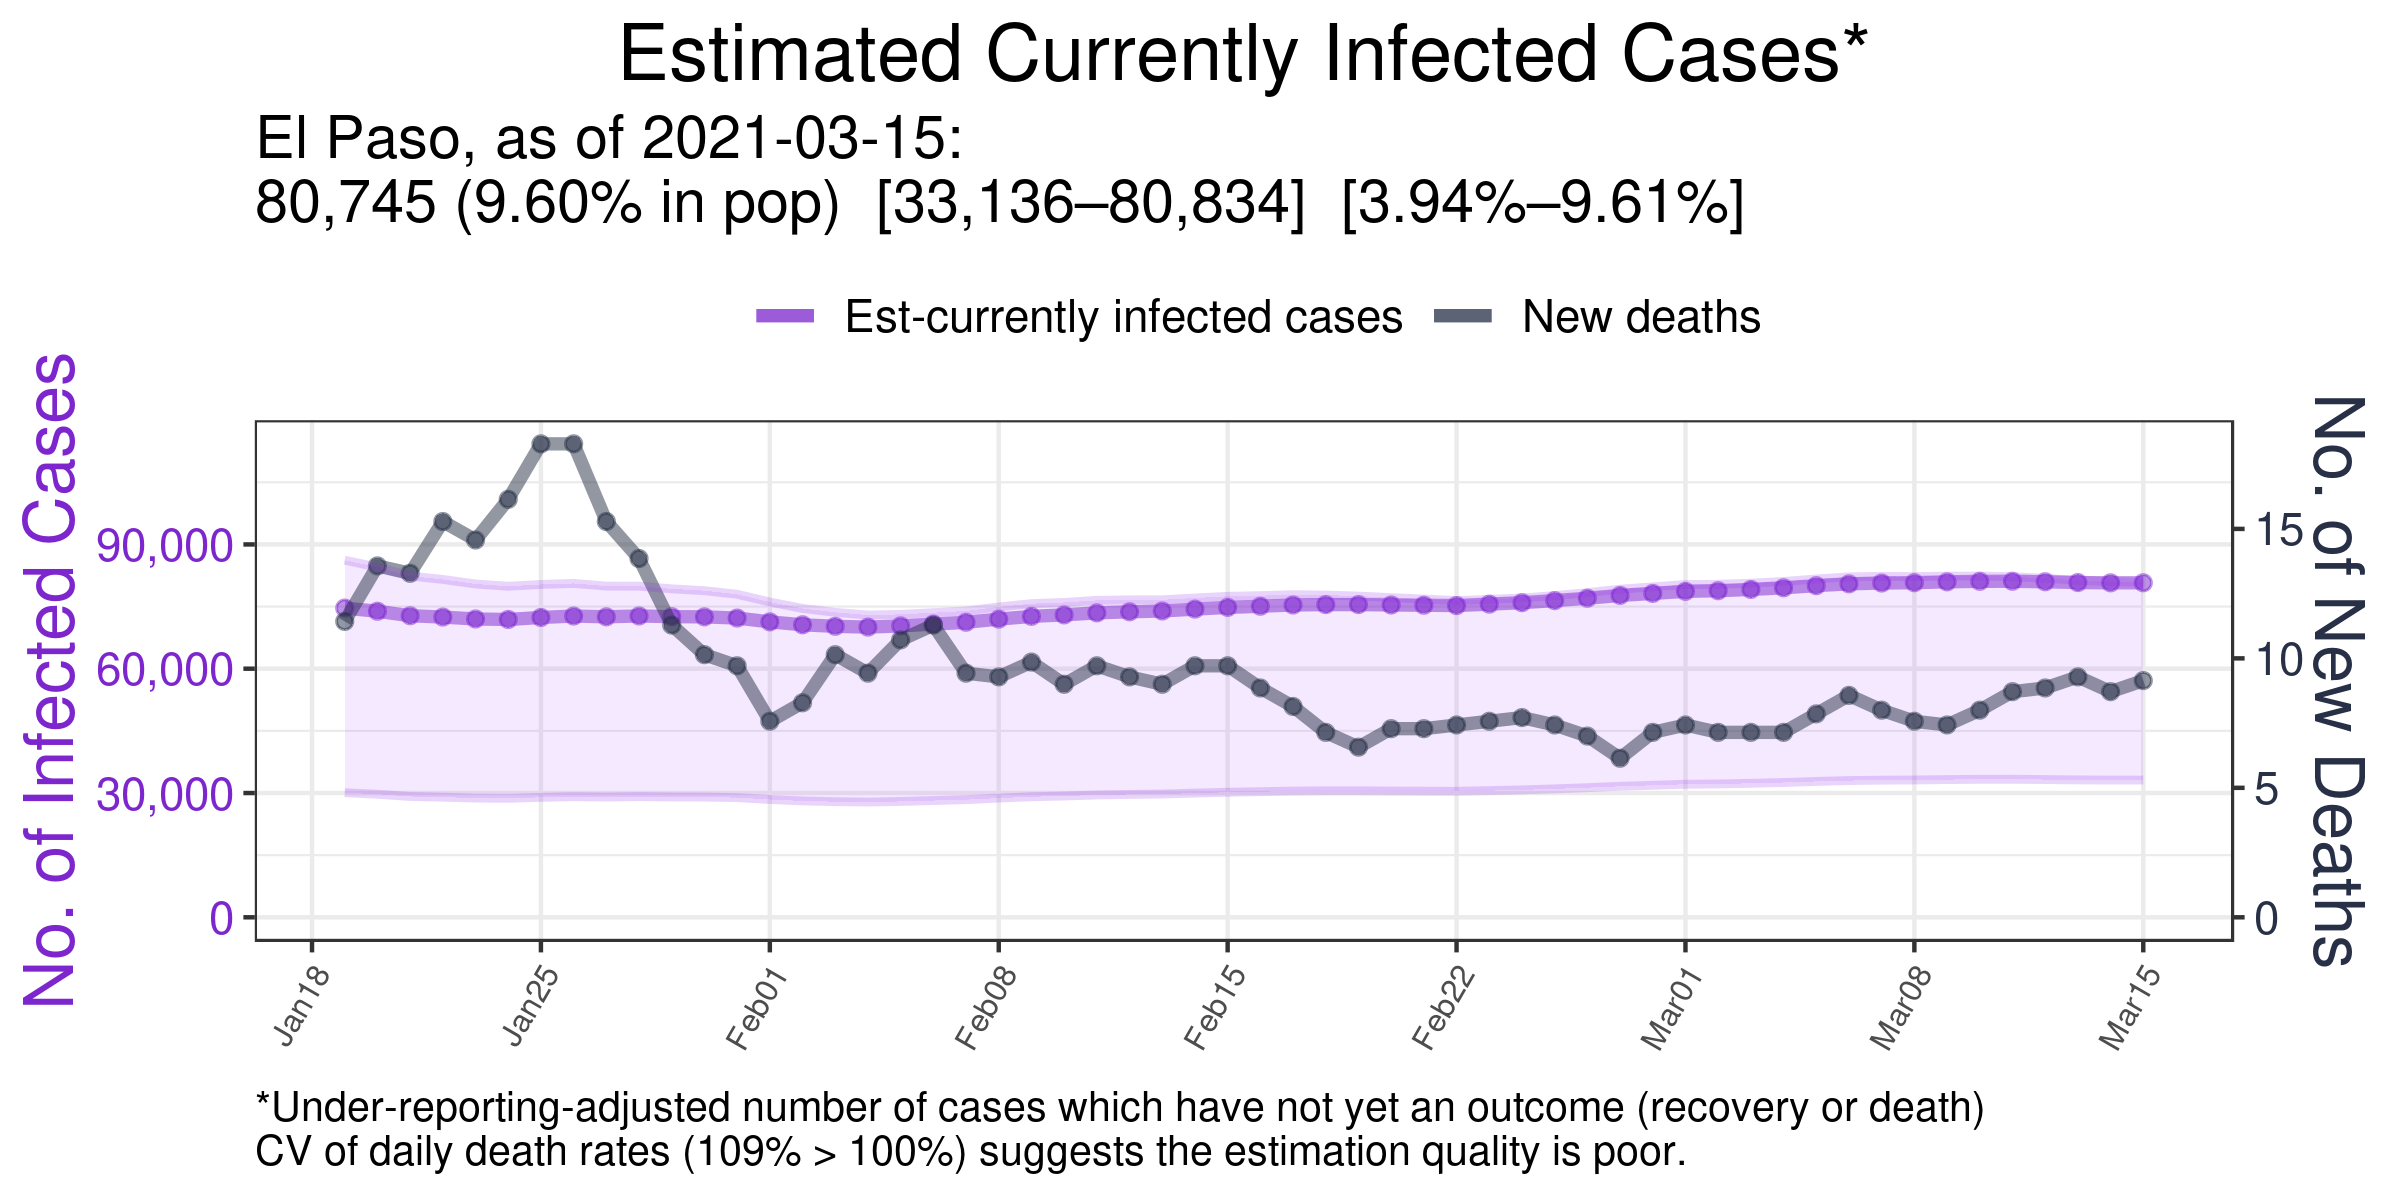 Estimated Currently Infected Cases*
El Paso, as of 2021-03-15:
80,745 (9.60% in pop)  [33,136–80,834]  [3.94%–9.61%]
Est-currently infected cases
New deaths
No. of Infected Cases
90,000
60,000
30,000
0
15
10
5
0
No. of New Deaths
Jan18
Jan25
Feb01
Feb08
Feb15
Feb22
Mar01
Mar08
Mar15
*Under-reporting-adjusted number of cases which have not yet an outcome (recovery or death)
CV of daily death rates (109% > 100%) suggests the estimation quality is poor.